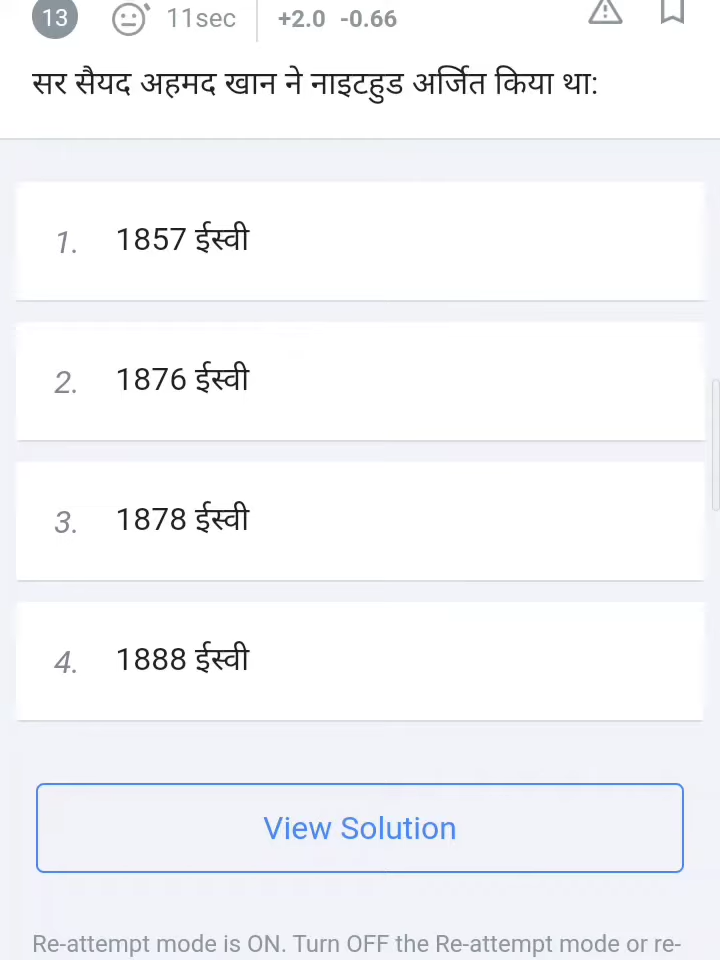 13 11sec +2.0 -0.66
सर सैयद अहमद खान ने नाइटहुड अर्जित किया था:
1. 1857 ईस्वी
2. 1876 ईस्वी
3. 1878 ईस्वी
4. 1888 ईस्वी
View Solution
Re-attempt mode is ON. Turn OFF the Re-attempt mode or re-